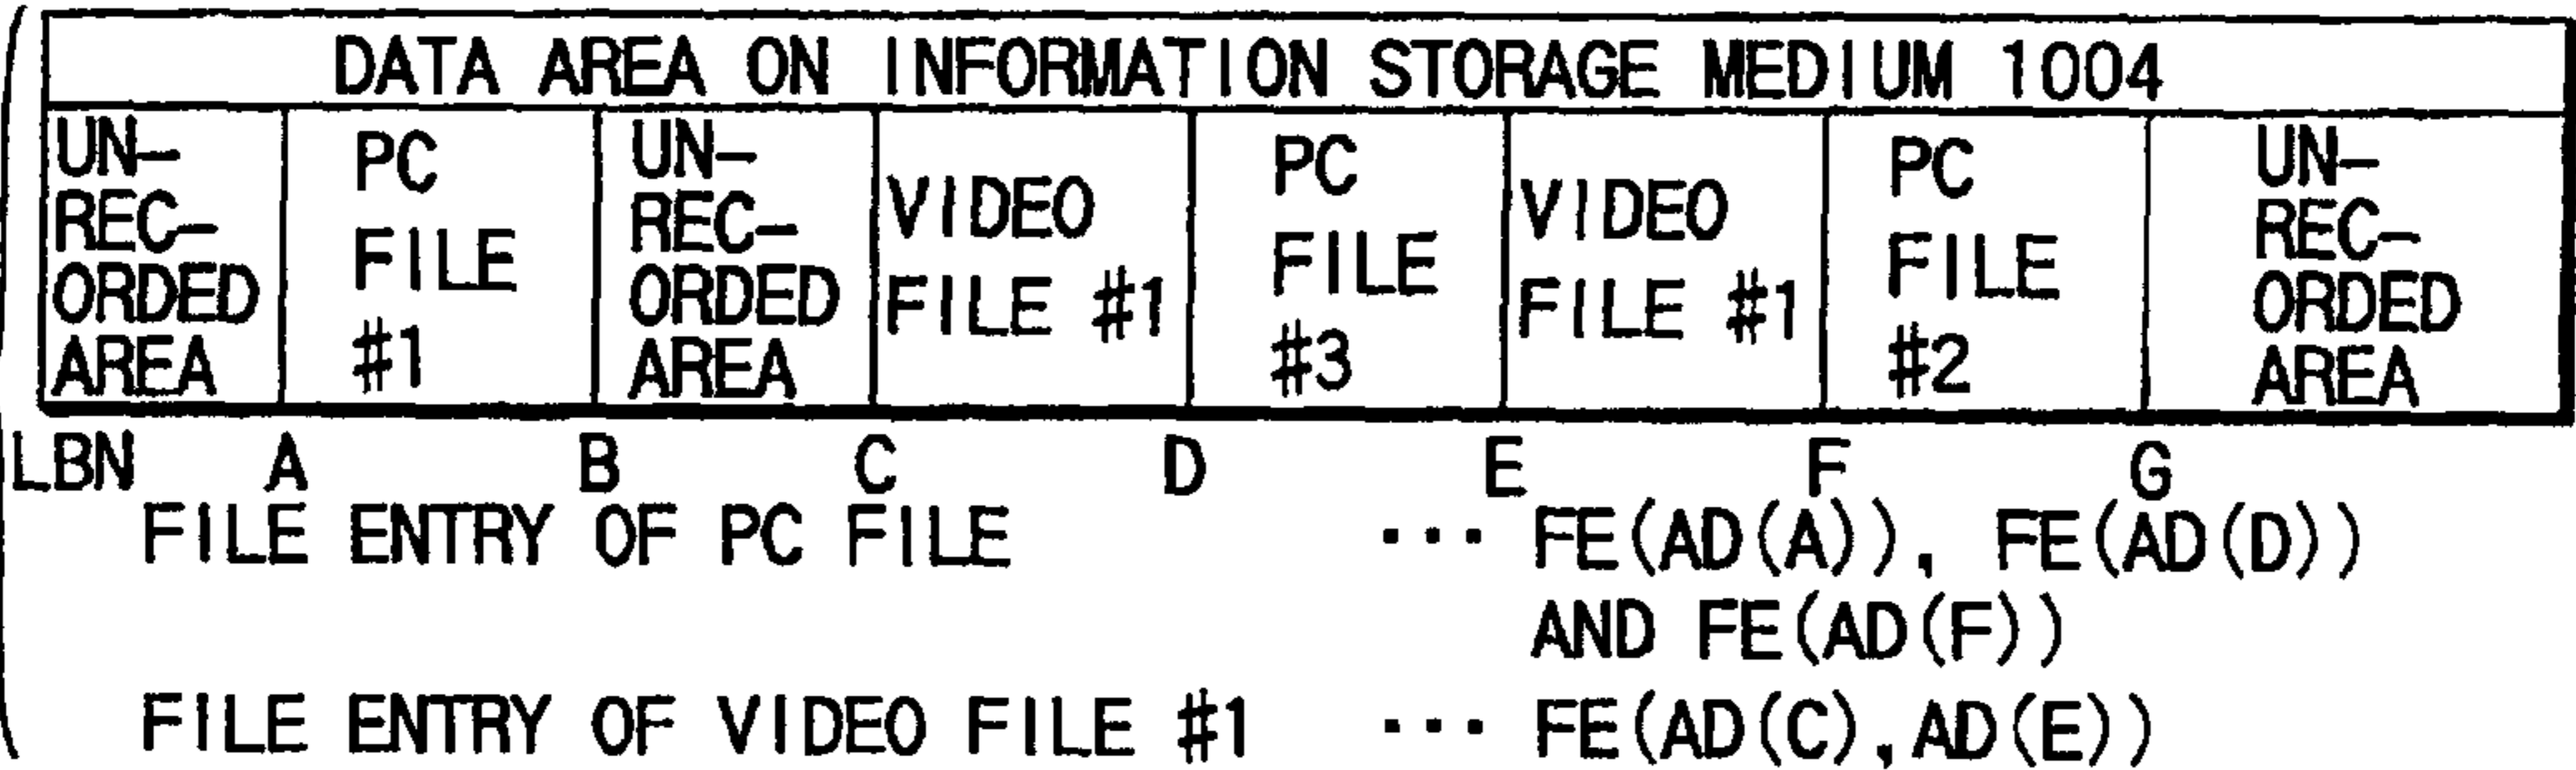 DATA AREA ON INFORMATION STORAGE MEDIUM 1004
UN-
REC-
ORDED
AREA
PC
FILE
#1
UN-
REC-
ORDED
AREA
VIDEO
FILE #1
PC
FILE
#3
VIDEO
FILE #1
PC
FILE
#2
UN-
REC-
ORDED
AREA
LBN A B C D E F G
FILE ENTRY OF PC FILE ··· FE(AD(A)), FE(AD(D))
AND FE(AD(F))
FILE ENTRY OF VIDEO FILE #1 ··· FE(AD(C),AD(E))